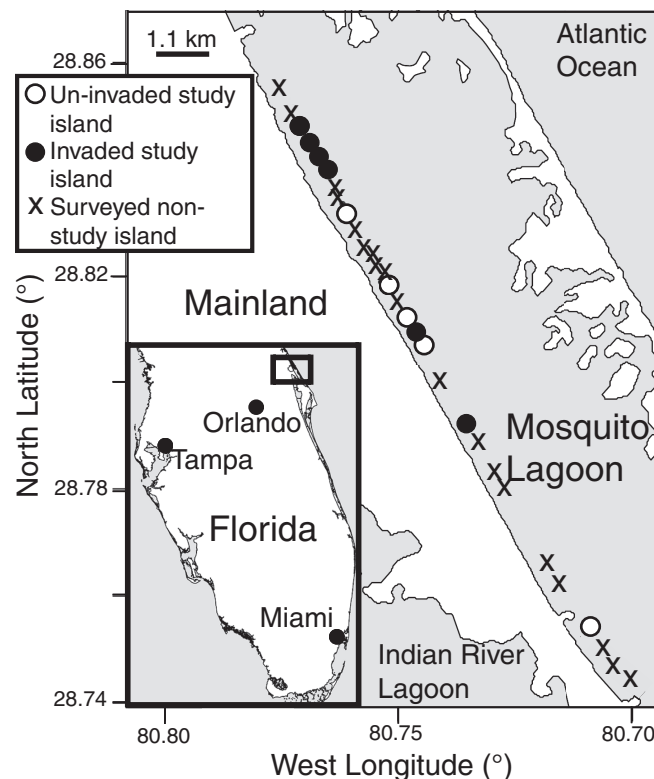 1.1 km
Atlantic
Ocean
28.86
Un-invaded study
island
Invaded study
island
X Surveyed non-
study island
28.82
Mainland
North Latitude (°)
Orlando
Tampa
Mosquito
Lagoon
28.78
Florida
Miami
Indian River
Lagoon
28.74
80.80
80.75
80.70
West Longitude (°)